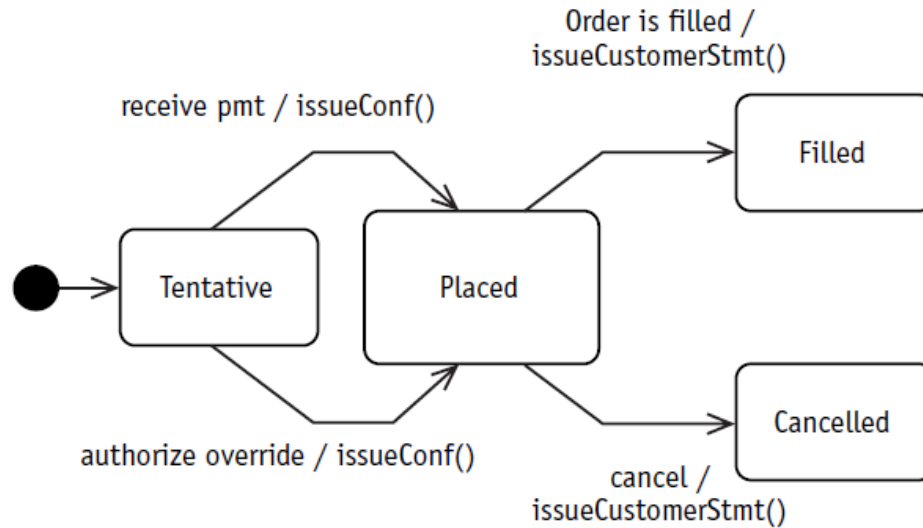 Order is filled /
issueCustomerStmt()
receive pmt / issueConf()
Filled
Tentative
Placed
Cancelled
authorize override / issueConf()
cancel /
issueCustomerStmt()